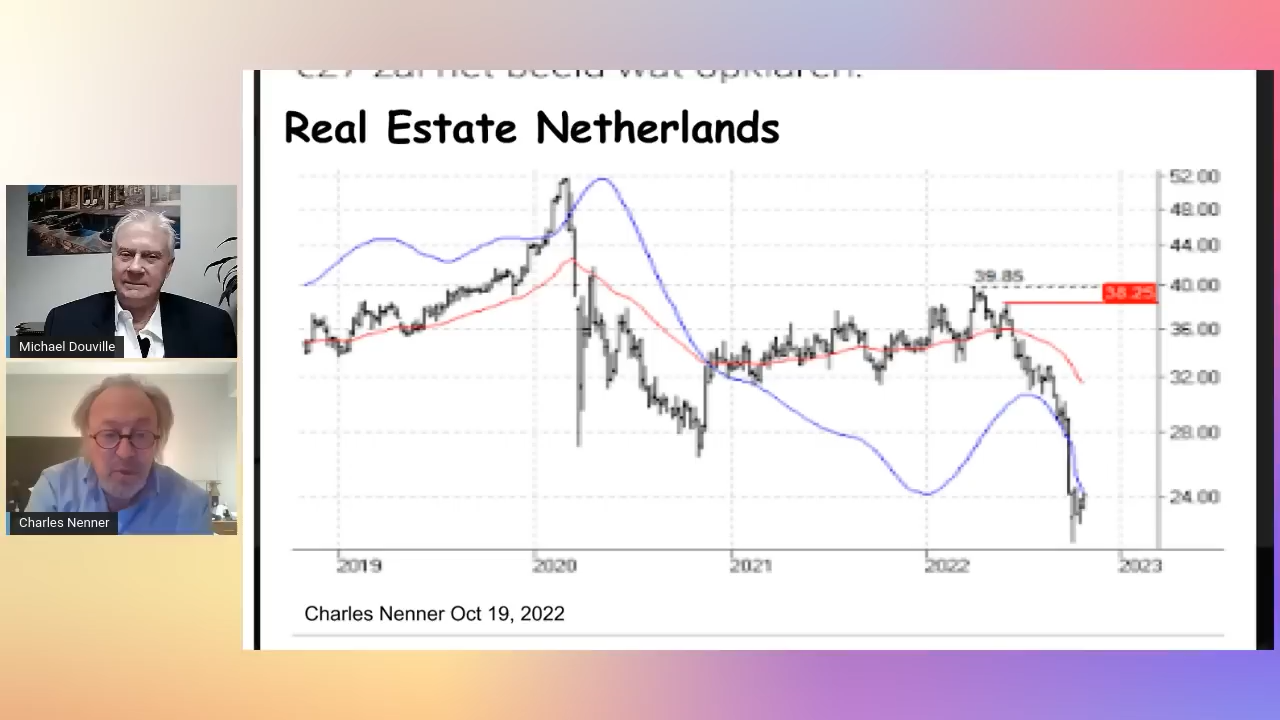 Real Estate Netherlands
52.00
48.00
44.00
39.85
38.25
40.00
36.00
32.00
28.00
24.00
2019 2020 2021 2022 2023
Charles Nenner Oct 19, 2022
Michael Douville
Charles Nenner